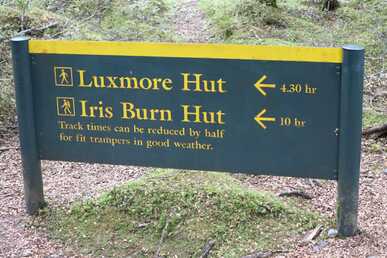 Luxmore Hut ← 4.30 hr
Iris Burn Hut ← 10 hr
Track times can be reduced by half
for fit trampers in good weather.